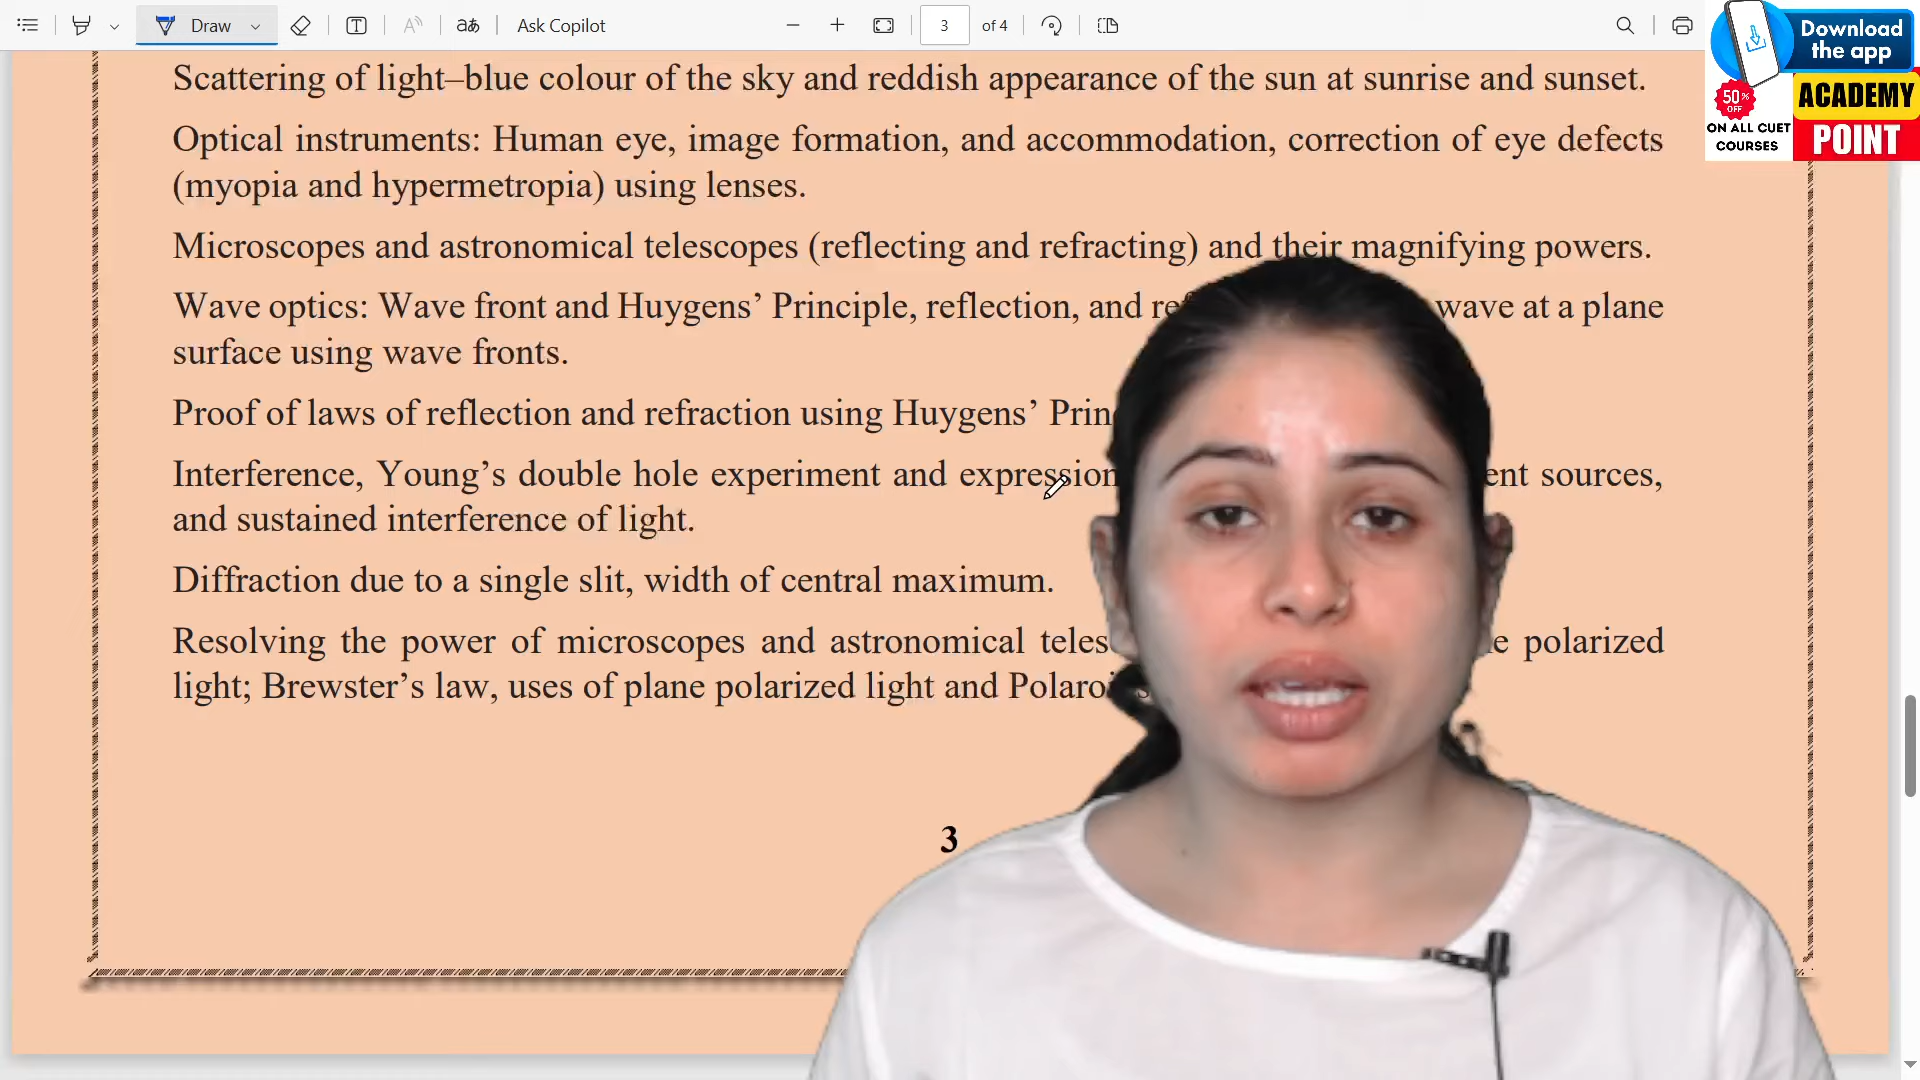 Draw
Ask Copilot
3
of 4
Download
the app
50% OFF
ON ALL CUET
COURSES
ACADEMY
POINT
Scattering of light–blue colour of the sky and reddish appearance of the sun at sunrise and sunset.
Optical instruments: Human eye, image formation, and accommodation, correction of eye defects
(myopia and hypermetropia) using lenses.
Microscopes and astronomical telescopes (reflecting and refracting) and their magnifying powers.
Wave optics: Wave front and Huygens’ Principle, reflection, and wave at a plane
surface using wave fronts.
Proof of laws of reflection and refraction using Huygens’
Interference, Young’s double hole experiment and expression sources,
and sustained interference of light.
Diffraction due to a single slit, width of central maximum.
Resolving the power of microscopes and astronomical polarized
light; Brewster’s law, uses of plane polarized light and
3